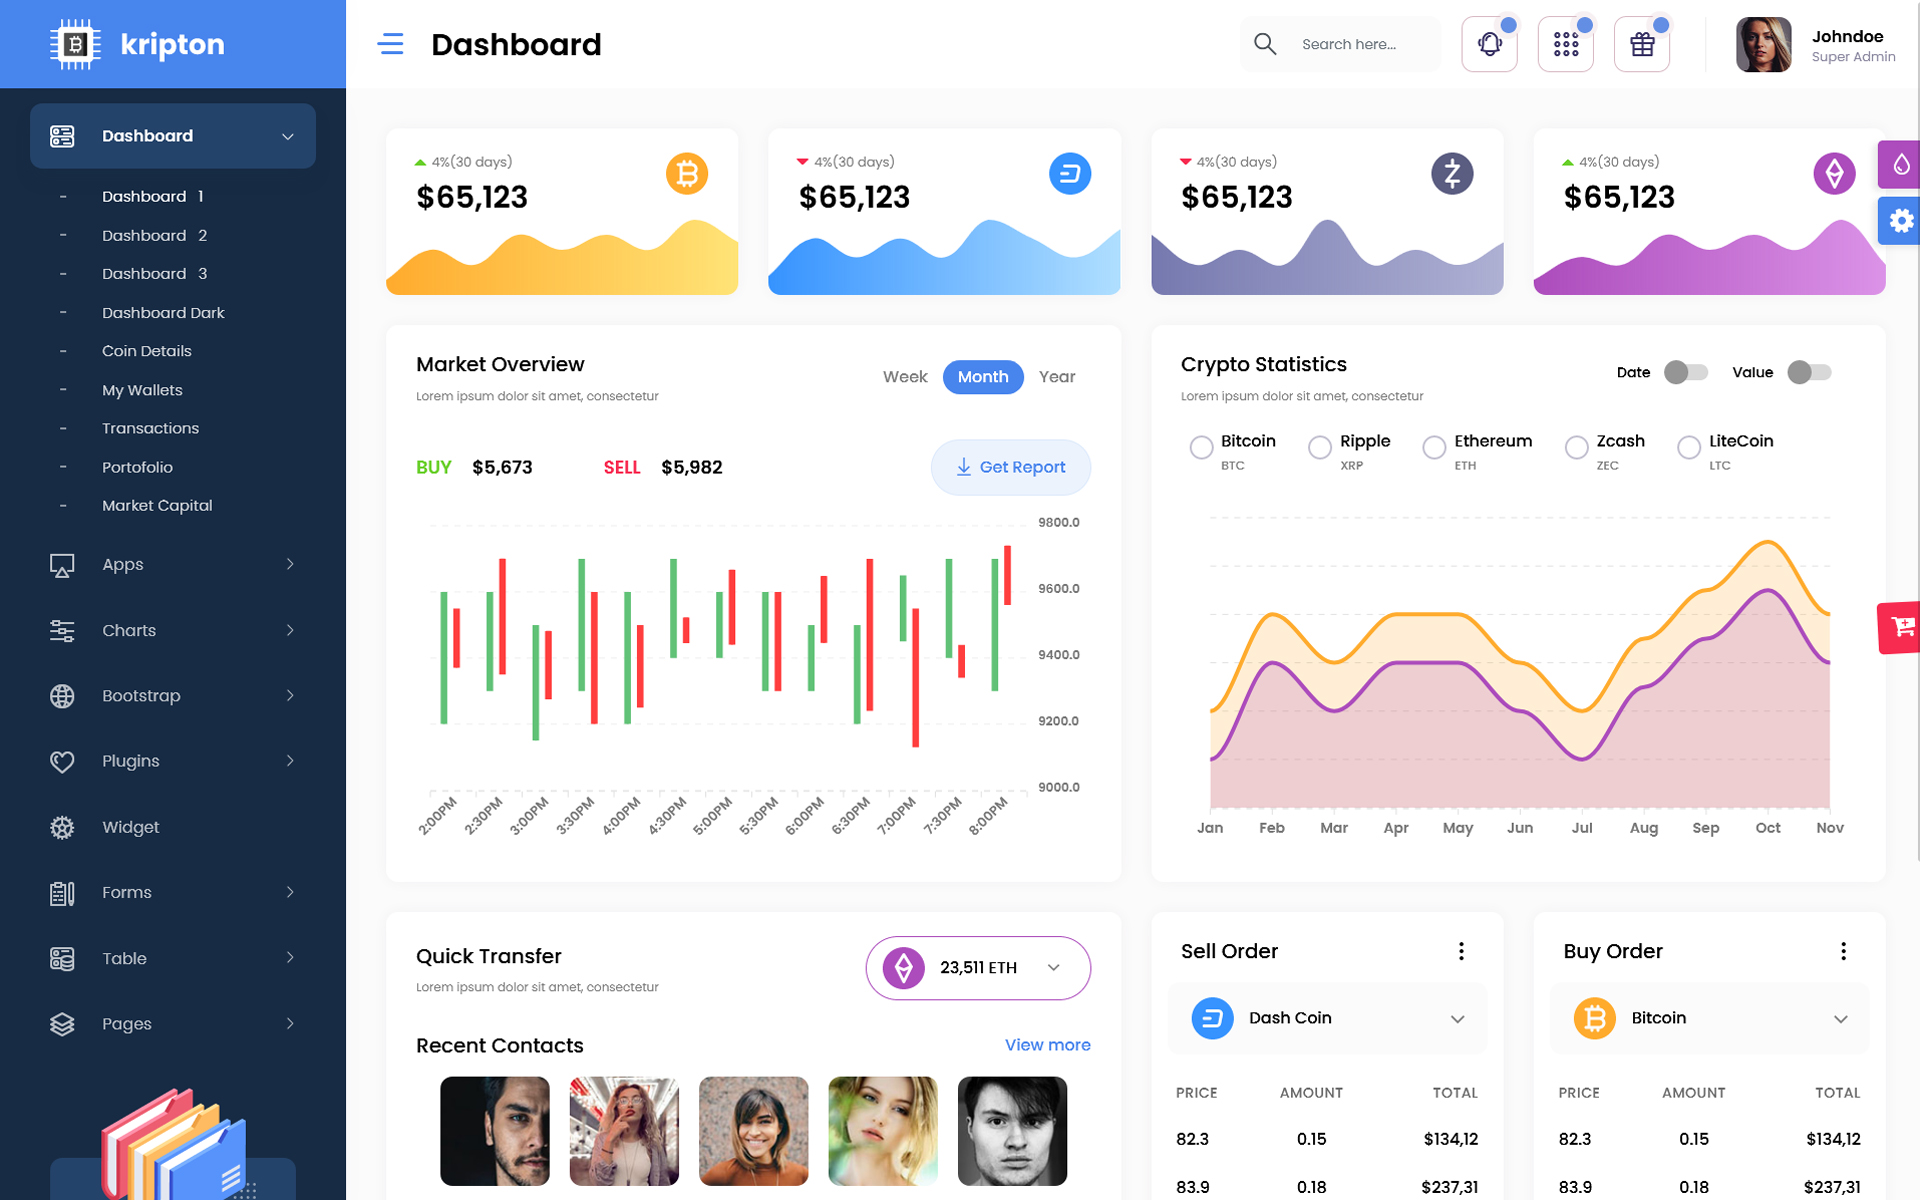 kripton
Dashboard
Search here...
Johndoe
Super Admin
Dashboard
- Dashboard 1
- Dashboard 2
- Dashboard 3
- Dashboard Dark
- Coin Details
- My Wallets
- Transactions
- Portofolio
- Market Capital
Apps
Charts
Bootstrap
Plugins
Widget
Forms
Table
Pages
4%(30 days)
$65,123
4%(30 days)
$65,123
4%(30 days)
$65,123
4%(30 days)
$65,123
Market Overview
Lorem ipsum dolor sit amet, consectetur
Week Month Year
BUY $5,673 SELL $5,982
Get Report
9800.0
9600.0
9400.0
9200.0
9000.0
2:00PM 2:30PM 3:00PM 3:30PM 4:00PM 4:30PM 5:00PM 5:30PM 6:00PM 6:30PM 7:00PM 7:30PM 8:00PM
Crypto Statistics
Lorem ipsum dolor sit amet, consectetur
Date Value
Bitcoin Ripple Ethereum Zcash LiteCoin
BTC XRP ETH ZEC LTC
Jan Feb Mar Apr May Jun Jul Aug Sep Oct Nov
Quick Transfer
Lorem ipsum dolor sit amet, consectetur
23,511 ETH
Recent Contacts
View more
Sell Order
Dash Coin
PRICE AMOUNT TOTAL
82.3 0.15 $134,12
83.9 0.18 $237,31
Buy Order
Bitcoin
PRICE AMOUNT TOTAL
82.3 0.15 $134,12
83.9 0.18 $237,31